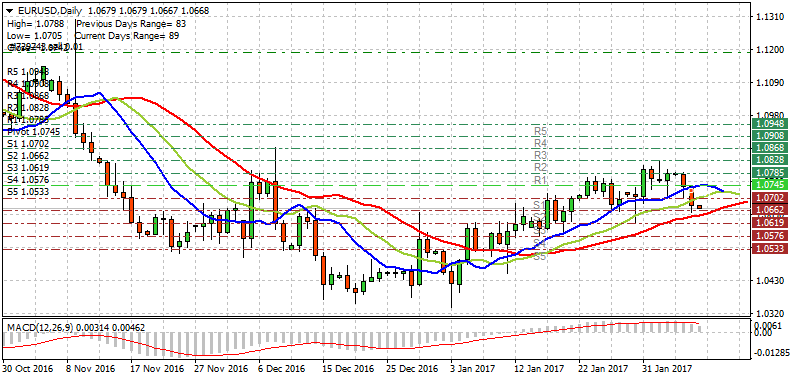 EURUSD,Daily 1.0679 1.0679 1.0667 1.0668
High= 1.0788 Previous Days Range= 83
Low= 1.0705 Current Days Range= 89
R5 1.0948
R4 1.0908
R3 1.0868
R2 1.0828
R1 1.0785
Pivot 1.0745
S1 1.0702
S2 1.0662
S3 1.0619
S4 1.0576
S5 1.0533
R5
R4
R3
R2
R1
S1
S5
1.1310
1.1200
1.1090
1.0980
1.0948
1.0908
1.0868
1.0828
1.0785
1.0745
1.0702
1.0662
1.0619
1.0576
1.0533
1.0430
1.0320
MACD(12,26,9) 0.00314 0.00462
0.0061
0.00
-0.01285
30 Oct 2016
8 Nov 2016
17 Nov 2016
27 Nov 2016
6 Dec 2016
15 Dec 2016
25 Dec 2016
3 Jan 2017
12 Jan 2017
22 Jan 2017
31 Jan 2017